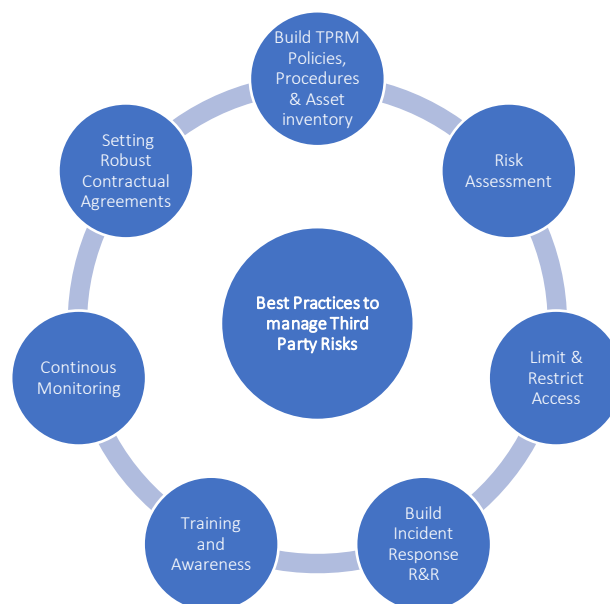 Build TPRM
Policies,
Procedures
& Asset
inventory
Risk
Assessment
Limit &
Restrict
Access
Build
Incident
Response
R&R
Training
and
Awareness
Continous
Monitoring
Setting
Robust
Contractual
Agreements
Best Practices to
manage Third
Party Risks